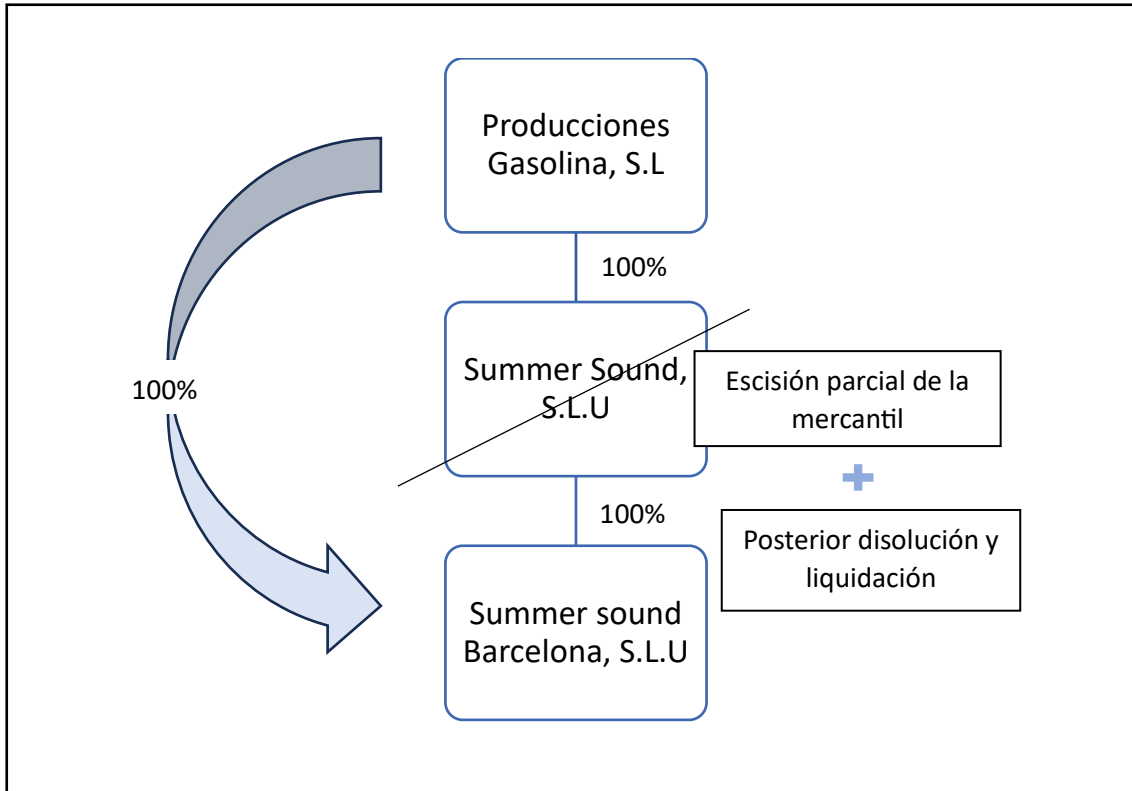 Producciones
Gasolina, S.L
100%
Summer Sound,
S.L.U
Escisión parcial de la
mercantil
100%
100%
Posterior disolución y
liquidación
Summer sound
Barcelona, S.L.U